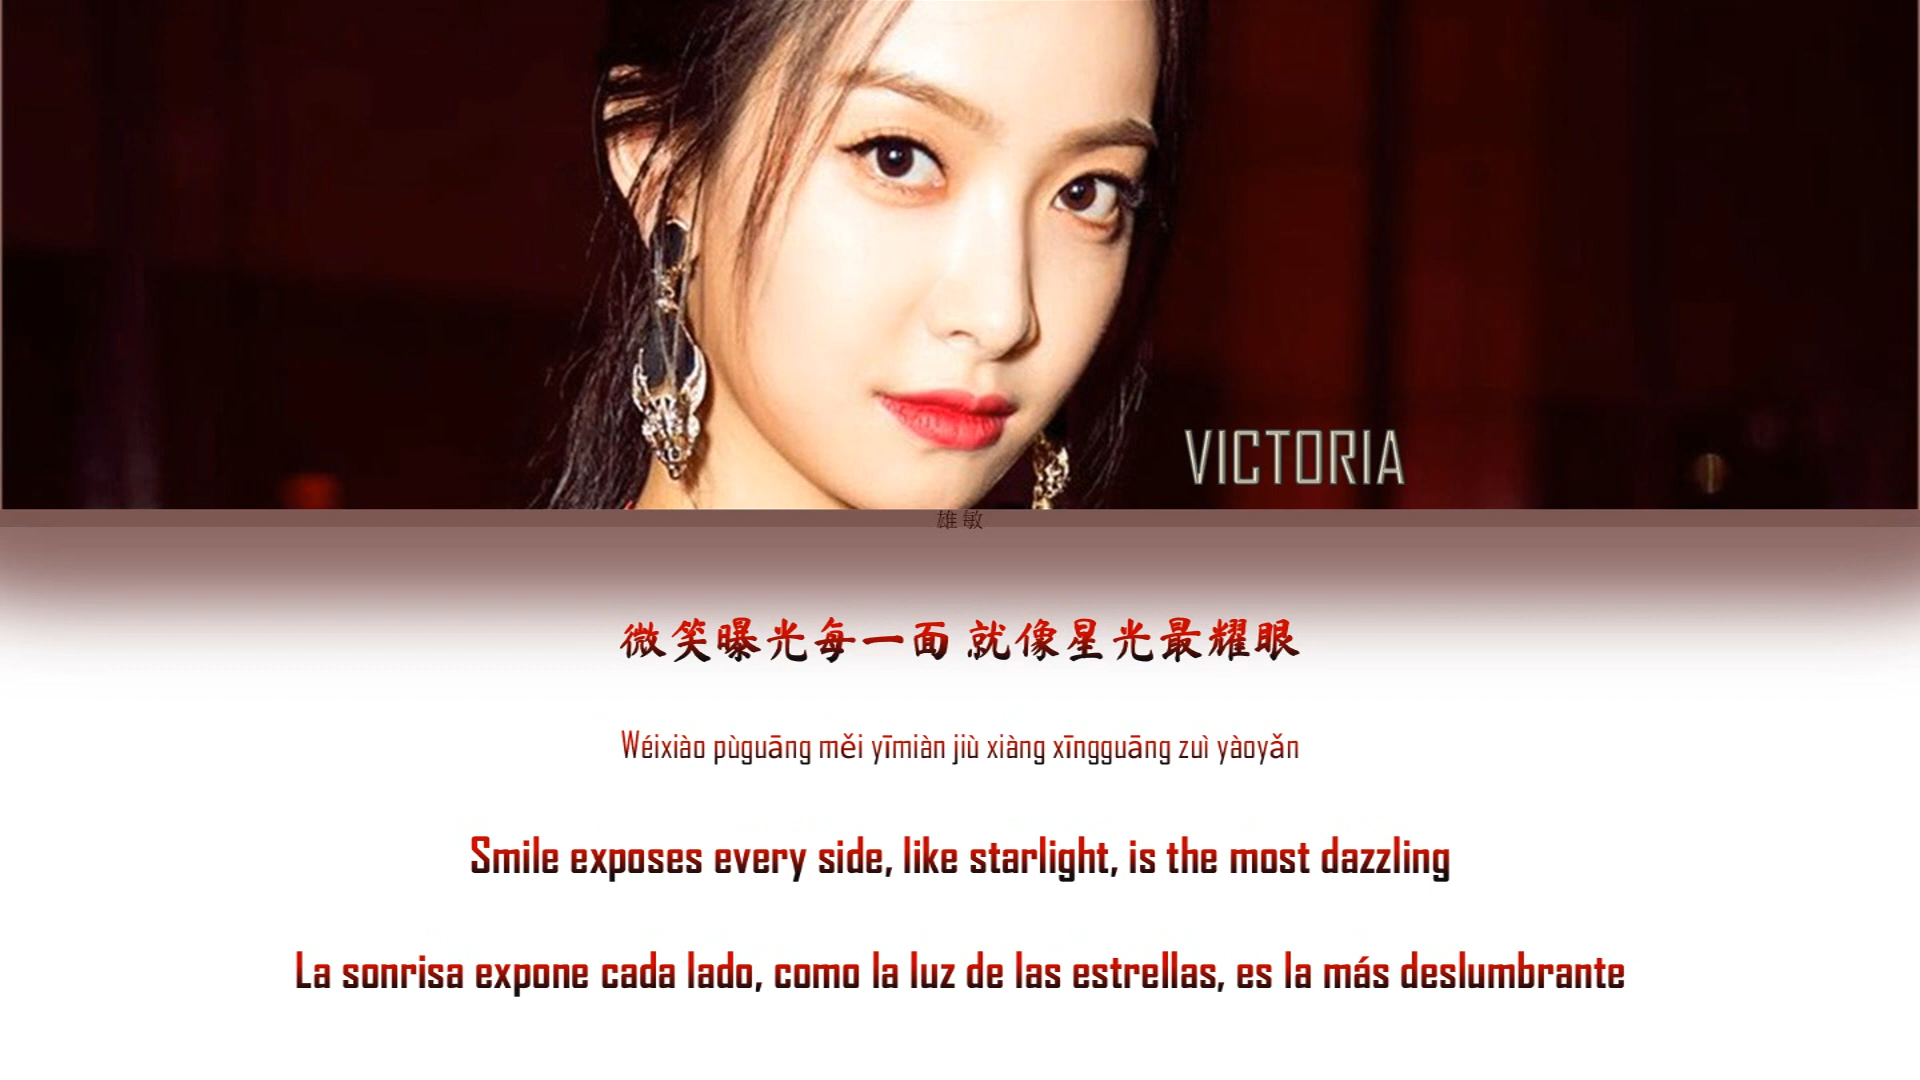 VICTORIA
雄敏
微笑曝光每一面 就像星光最耀眼
Wéixiào pùguāng měi yīmiàn jiù xiàng xīngguāng zuì yàoyǎn
Smile exposes every side, like starlight, is the most dazzling
La sonrisa expone cada lado, como la luz de las estrellas, es la más deslumbrante